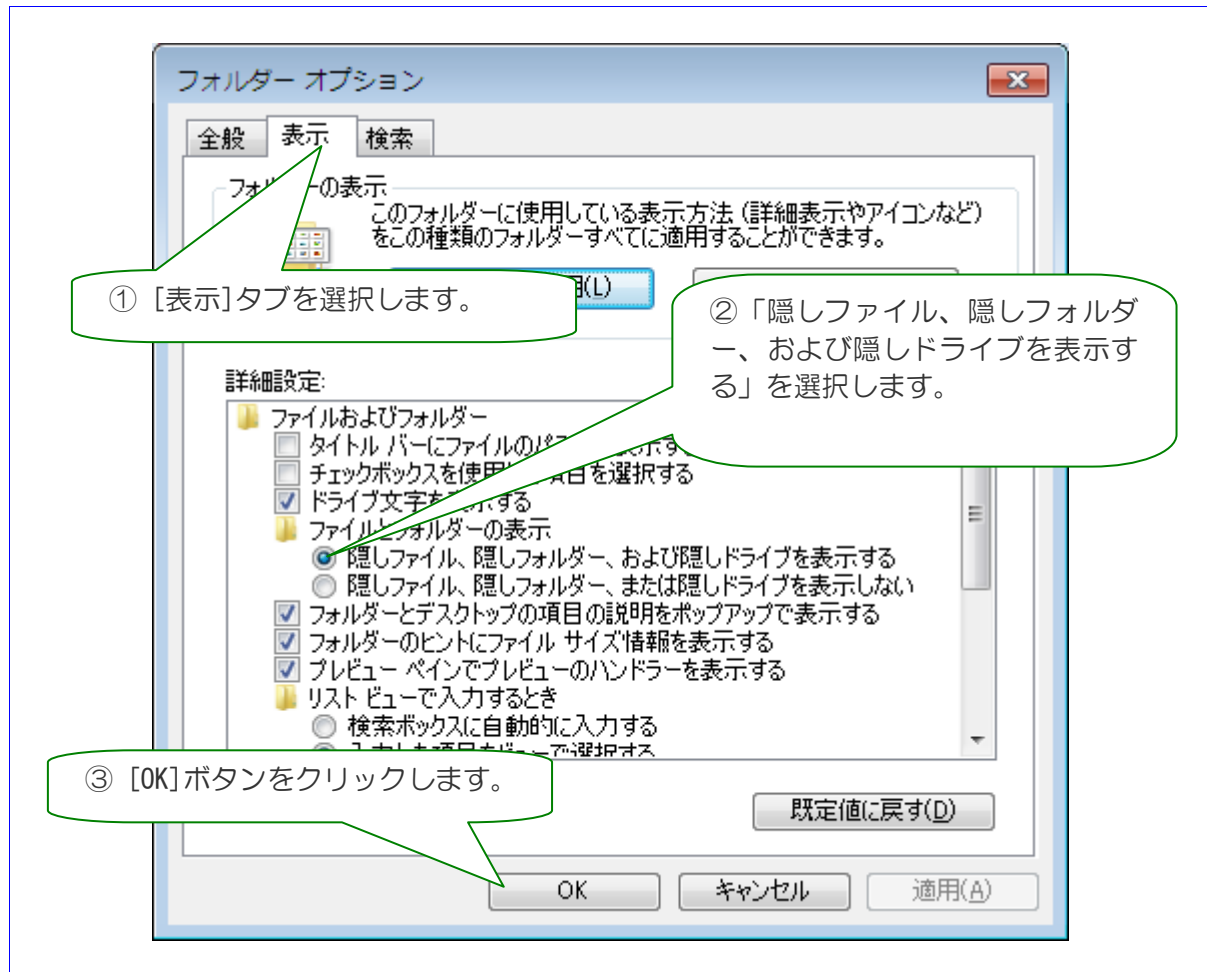 フォルダー オプション
全般
表示
検索
の表示
このフォルダーに使用している表示方法 (詳細表示やアイコンなど)
をこの種類のフォルダーすべてに適用することができます。
用(L)
① [表示]タブを選択します。
②「隠しファイル、隠しフォルダ
ー、および隠しドライブを表示す
る」を選択します。
詳細設定:
ファイルおよびフォルダー
タイトル バーにファイルのパ
チェックボックスを使用 項目を選択する
ドライブ文字を表示する
ファイルとフォルダーの表示
隠しファイル、隠しフォルダー、および隠しドライブを表示する
隠しファイル、隠しフォルダー、または隠しドライブを表示しない
フォルダーとデスクトップの項目の説明をポップアップで表示する
フォルダーのヒントにファイル サイズ情報を表示する
プレビュー ペインでプレビューのハンドラーを表示する
リスト ビューで入力するとき
検索ボックスに自動的に入力する
入力した項目をビューで選択する
③ [OK]ボタンをクリックします。
既定値に戻す(D)
OK
キャンセル
適用(A)